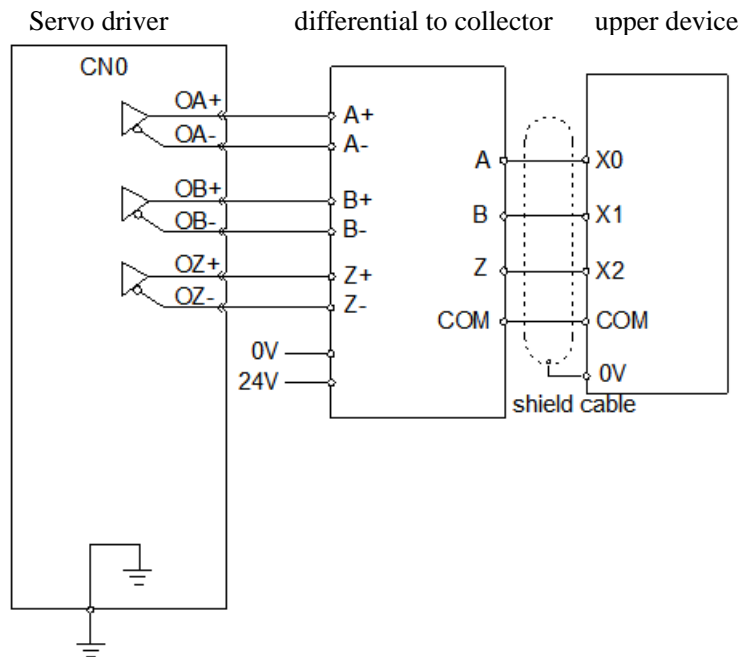 Servo driver differential to collector upper device
CN0
OA+
A+
OA-
A-
A X0
OB+
B+
OB-
B-
B X1
OZ+
Z+
Z X2
OZ-
Z-
COM COM
0V
24V
0V
shield cable